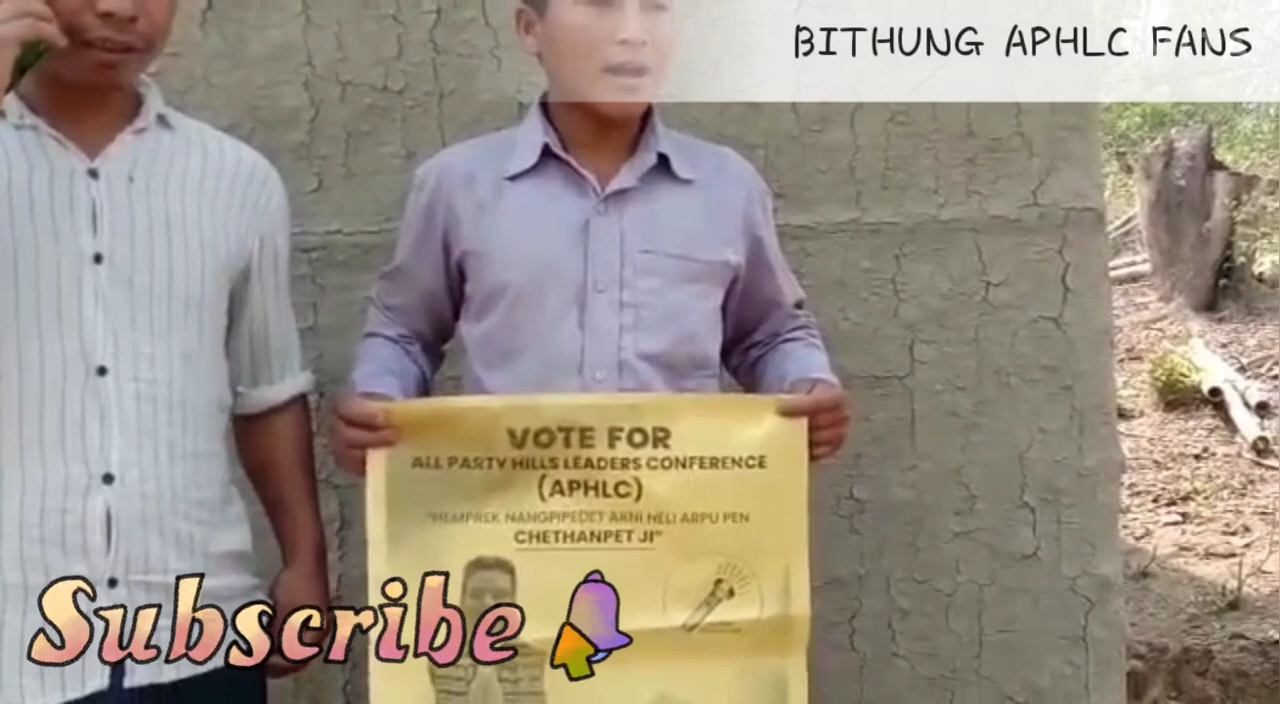 BITHUNG APHLC FANS
VOTE FOR
ALL PARTY HILLS LEADERS CONFERENCE
(APHLC)
"HEMPREK NANGPIPEDET ARNI NELI ARPU PEN
CHETHANPET JI"
Subscribe